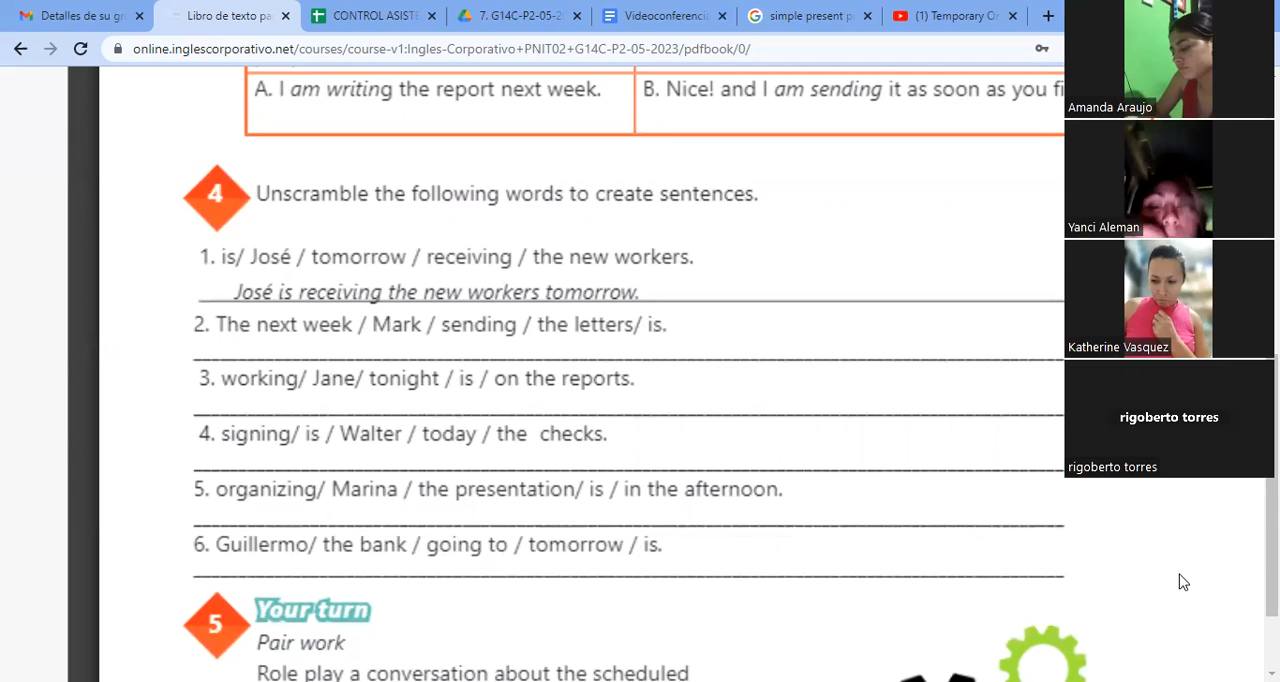 Detalles de su gr
Libro de texto pa
CONTROL ASIST
7. G14C-P2-05-2
Videoconferencia
simple present p
(1) Temporary Or
online.inglescorporativo.net/courses/course-v1:Ingles-Corporativo+PNIT02+G14C-P2-05-2023/pdfbook/0/
A. I am writing the report next week.
B. Nice! and I am sending it as soon as you fi
4
Unscramble the following words to create sentences.
1. is/ José / tomorrow / receiving / the new workers.
José is receiving the new workers tomorrow.
2. The next week / Mark / sending / the letters/ is.
3. working/ Jane/ tonight / is / on the reports.
4. signing/ is / Walter / today / the checks.
5. organizing/ Marina / the presentation/ is / in the afternoon.
6. Guillermo/ the bank / going to / tomorrow / is.
5
Your turn
Pair work
Role play a conversation about the scheduled
Amanda Araujo
Yanci Aleman
Katherine Vasquez
rigoberto torres
rigoberto torres